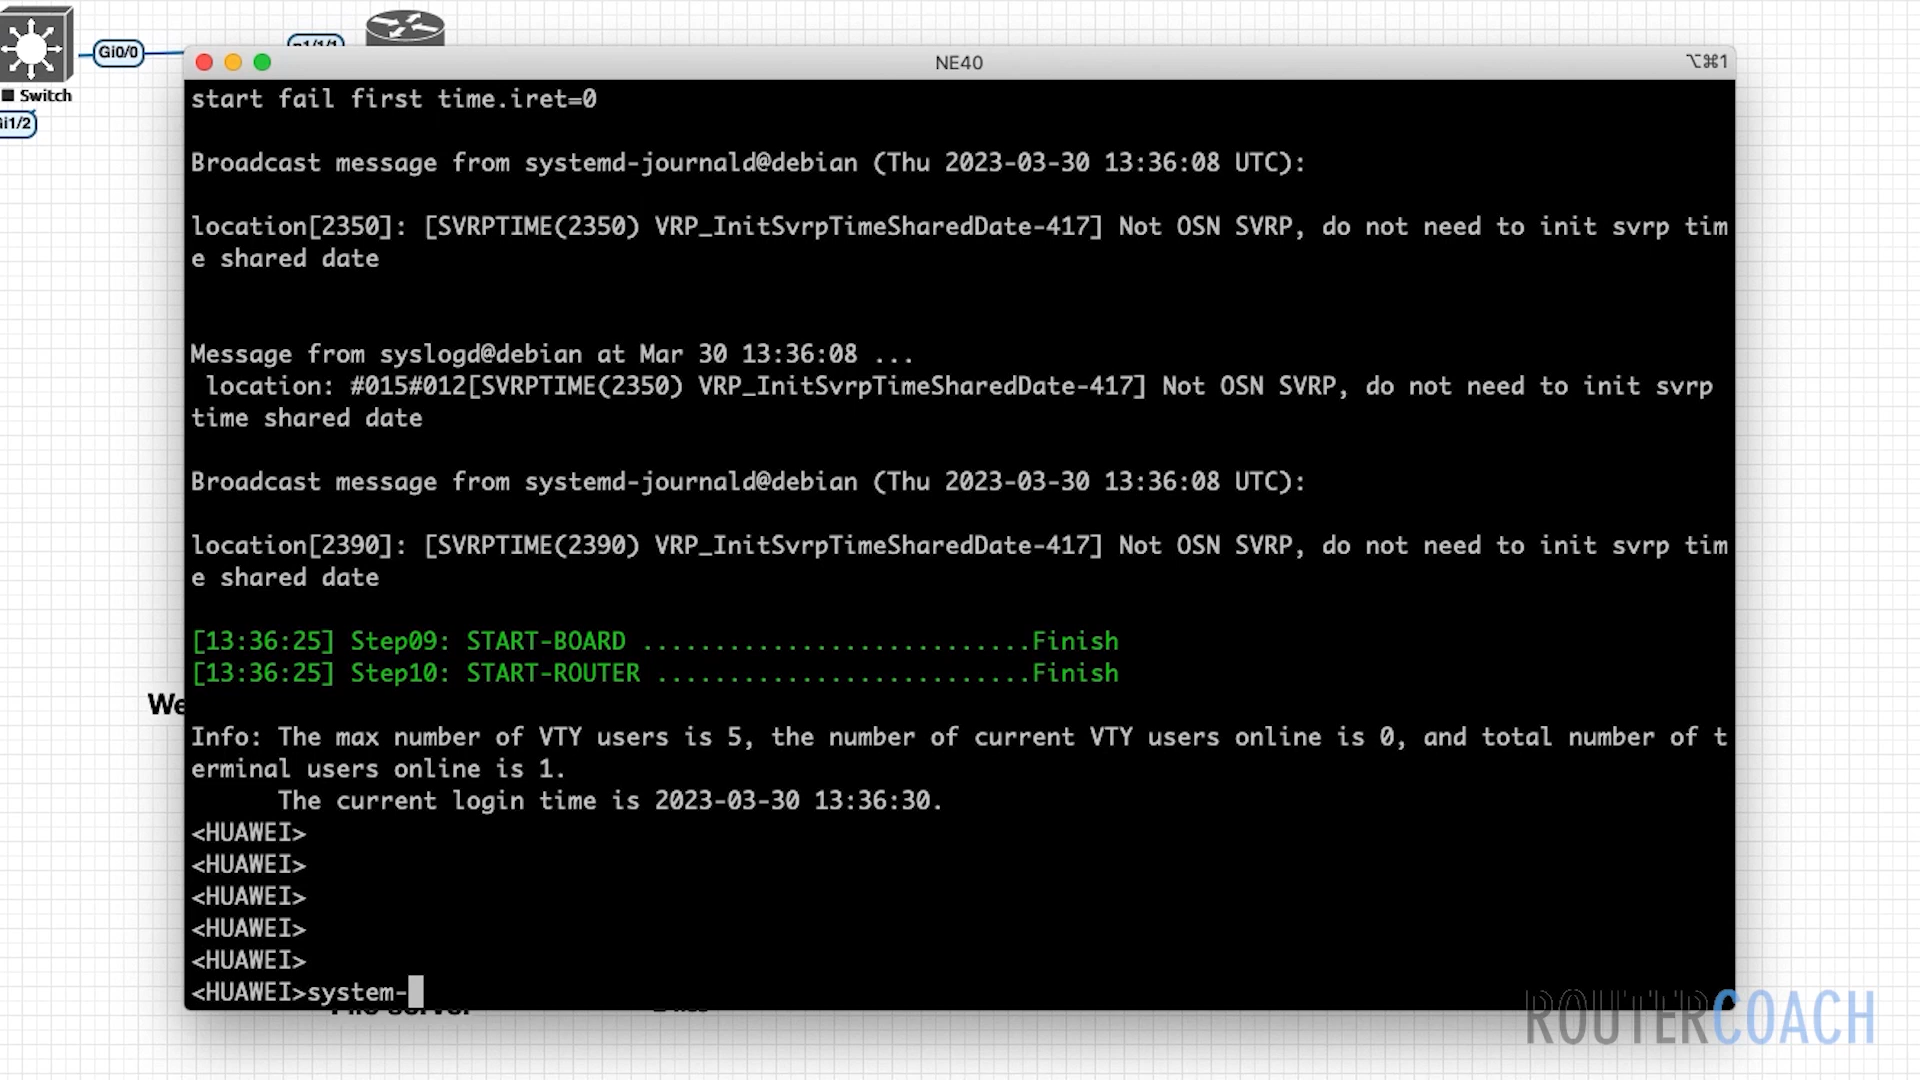 Gi0/0
NE40
⌥⌘1
Switch
Gi1/2
start fail first time.iret=0
Broadcast message from systemd-journald@debian (Thu 2023-03-30 13:36:08 UTC):
location[2350]: [SVRPTIME(2350) VRP_InitSvrpTimeSharedDate-417] Not OSN SVRP, do not need to init svrp tim
e shared date
Message from syslogd@debian at Mar 30 13:36:08 ...
location: #015#012[SVRPTIME(2350) VRP_InitSvrpTimeSharedDate-417] Not OSN SVRP, do not need to init svrp
time shared date
Broadcast message from systemd-journald@debian (Thu 2023-03-30 13:36:08 UTC):
location[2390]: [SVRPTIME(2390) VRP_InitSvrpTimeSharedDate-417] Not OSN SVRP, do not need to init svrp tim
e shared date
[13:36:25] Step09: START-BOARD ...........................Finish
[13:36:25] Step10: START-ROUTER ..........................Finish
We
Info: The max number of VTY users is 5, the number of current VTY users online is 0, and total number of t
erminal users online is 1.
The current login time is 2023-03-30 13:36:30.
<HUAWEI>
<HUAWEI>
<HUAWEI>
<HUAWEI>
<HUAWEI>
<HUAWEI>system-
ROUTERCOACH